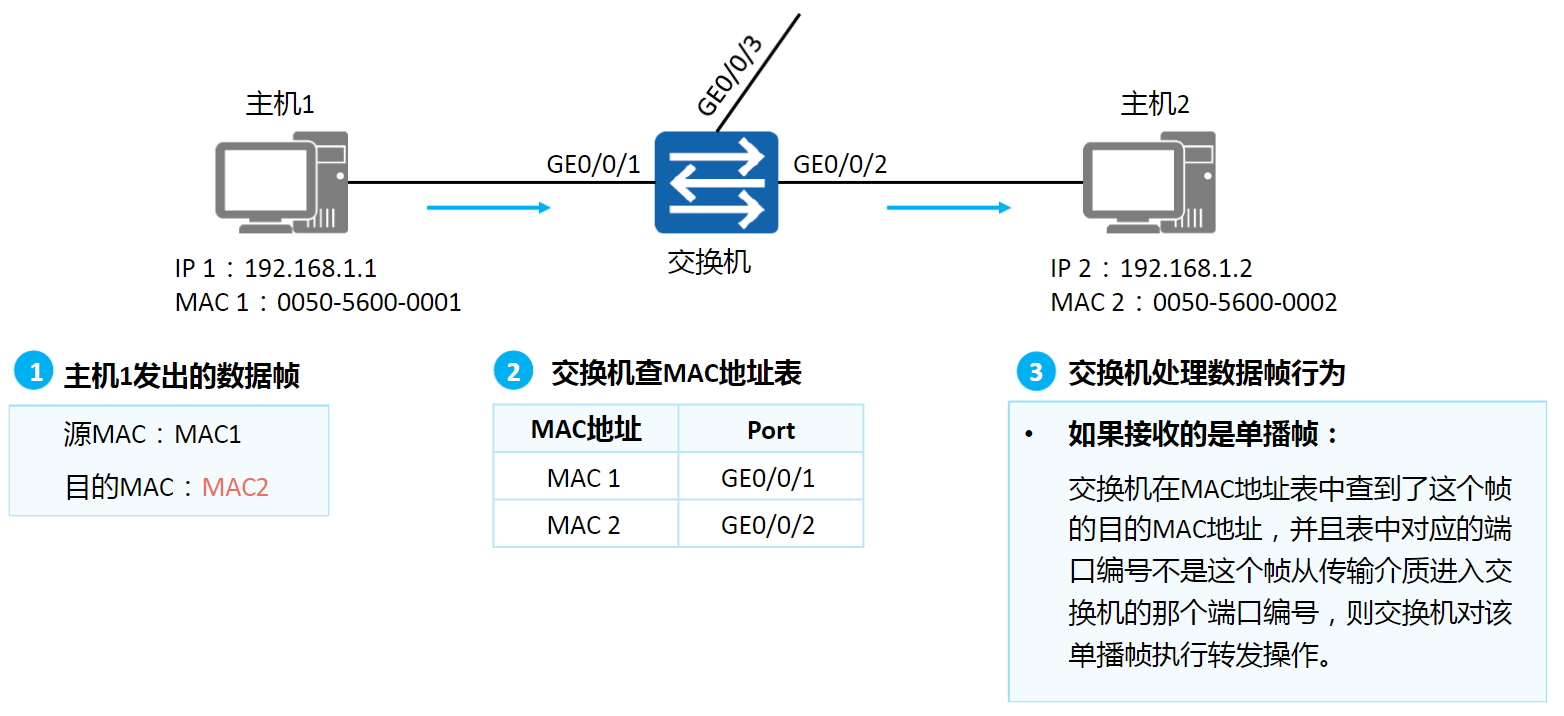 GE0/0/3
主机1
主机2
GE0/0/1
GE0/0/2
交换机
IP 1：192.168.1.1
MAC 1：0050-5600-0001
IP 2：192.168.1.2
MAC 2：0050-5600-0002
1 主机1发出的数据帧
源MAC：MAC1
目的MAC：MAC2
2 交换机查MAC地址表
MAC地址 Port
MAC 1 GE0/0/1
MAC 2 GE0/0/2
3 交换机处理数据帧行为
• 如果接收的是单播帧：
交换机在MAC地址表中查到了这个帧
的目的MAC地址，并且表中对应的端
口编号不是这个帧从传输介质进入交
换机的那个端口编号，则交换机对该
单播帧执行转发操作。